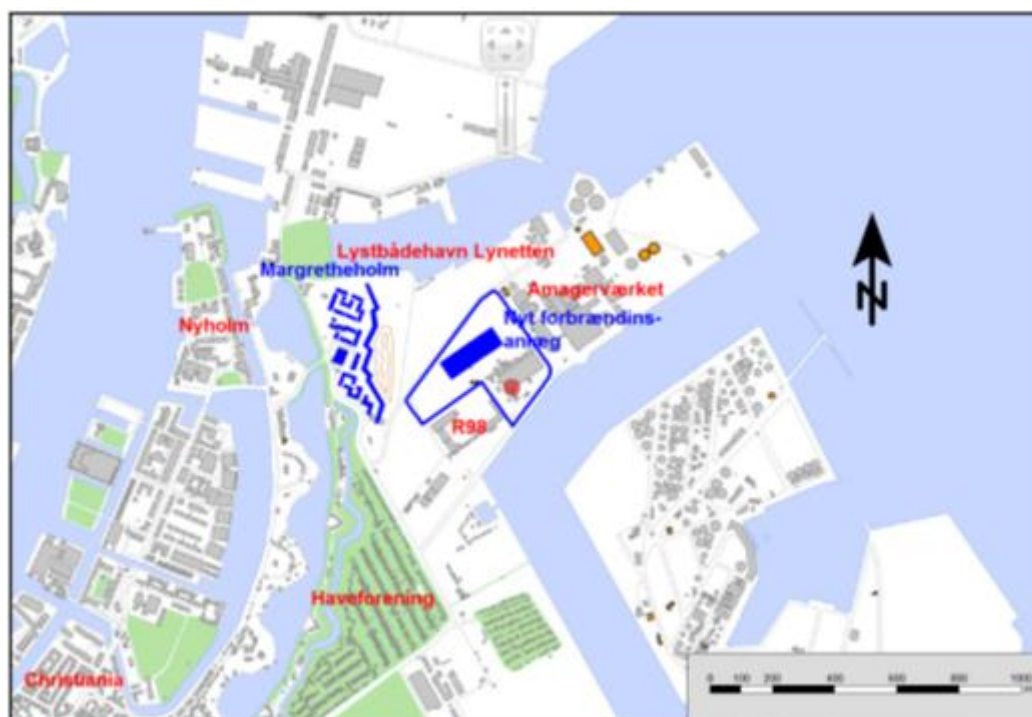 Lystbådehavn Lynetten
Margretheholm
Amagerværket
Nyt forbrændins-
anlæg
Nyholm
R98
Haveforening
Christiania
N
0 100 200 400 600 800 1000